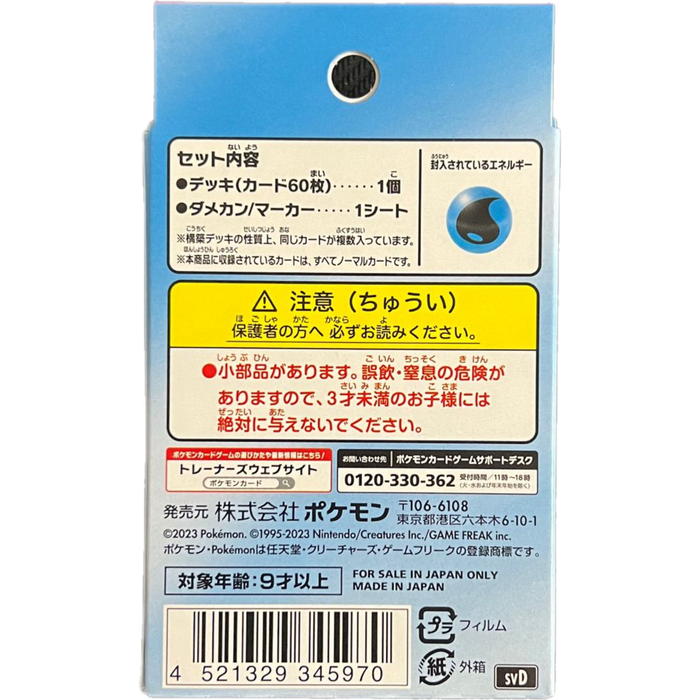 セット内容
●デッキ(カード60枚)……1個
●ダメカン/マーカー……1シート
※構築デッキの性質上、同じカードが複数入っています。
※本商品に収録されているカードは、すべてノーマルカードです。
封入されているエネルギー
⚠ 注意（ちゅうい）
保護者の方へ 必ずお読みください。
●小部品があります。誤飲・窒息の危険が
ありますので、3才未満のお子様には
絶対に与えないでください。
ポケモンカードゲームの遊びかたや最新情報はこちら!
トレーナーズウェブサイト
ポケモンカード
お問い合わせ先 ポケモンカードゲームサポートデスク
0120-330-362 受付時間/11時～18時
(火・水および年末年始を除く)
発売元 株式会社 ポケモン 〒106-6108
東京都港区六本木6-10-1
©2023 Pokémon. ©1995-2023 Nintendo/Creatures Inc./GAME FREAK inc.
ポケモン・Pokémonは任天堂・クリーチャーズ・ゲームフリークの登録商標です。
対象年齢:9才以上
FOR SALE IN JAPAN ONLY
MADE IN JAPAN
4 521329 345970
プラ フィルム
紙 外箱
svD